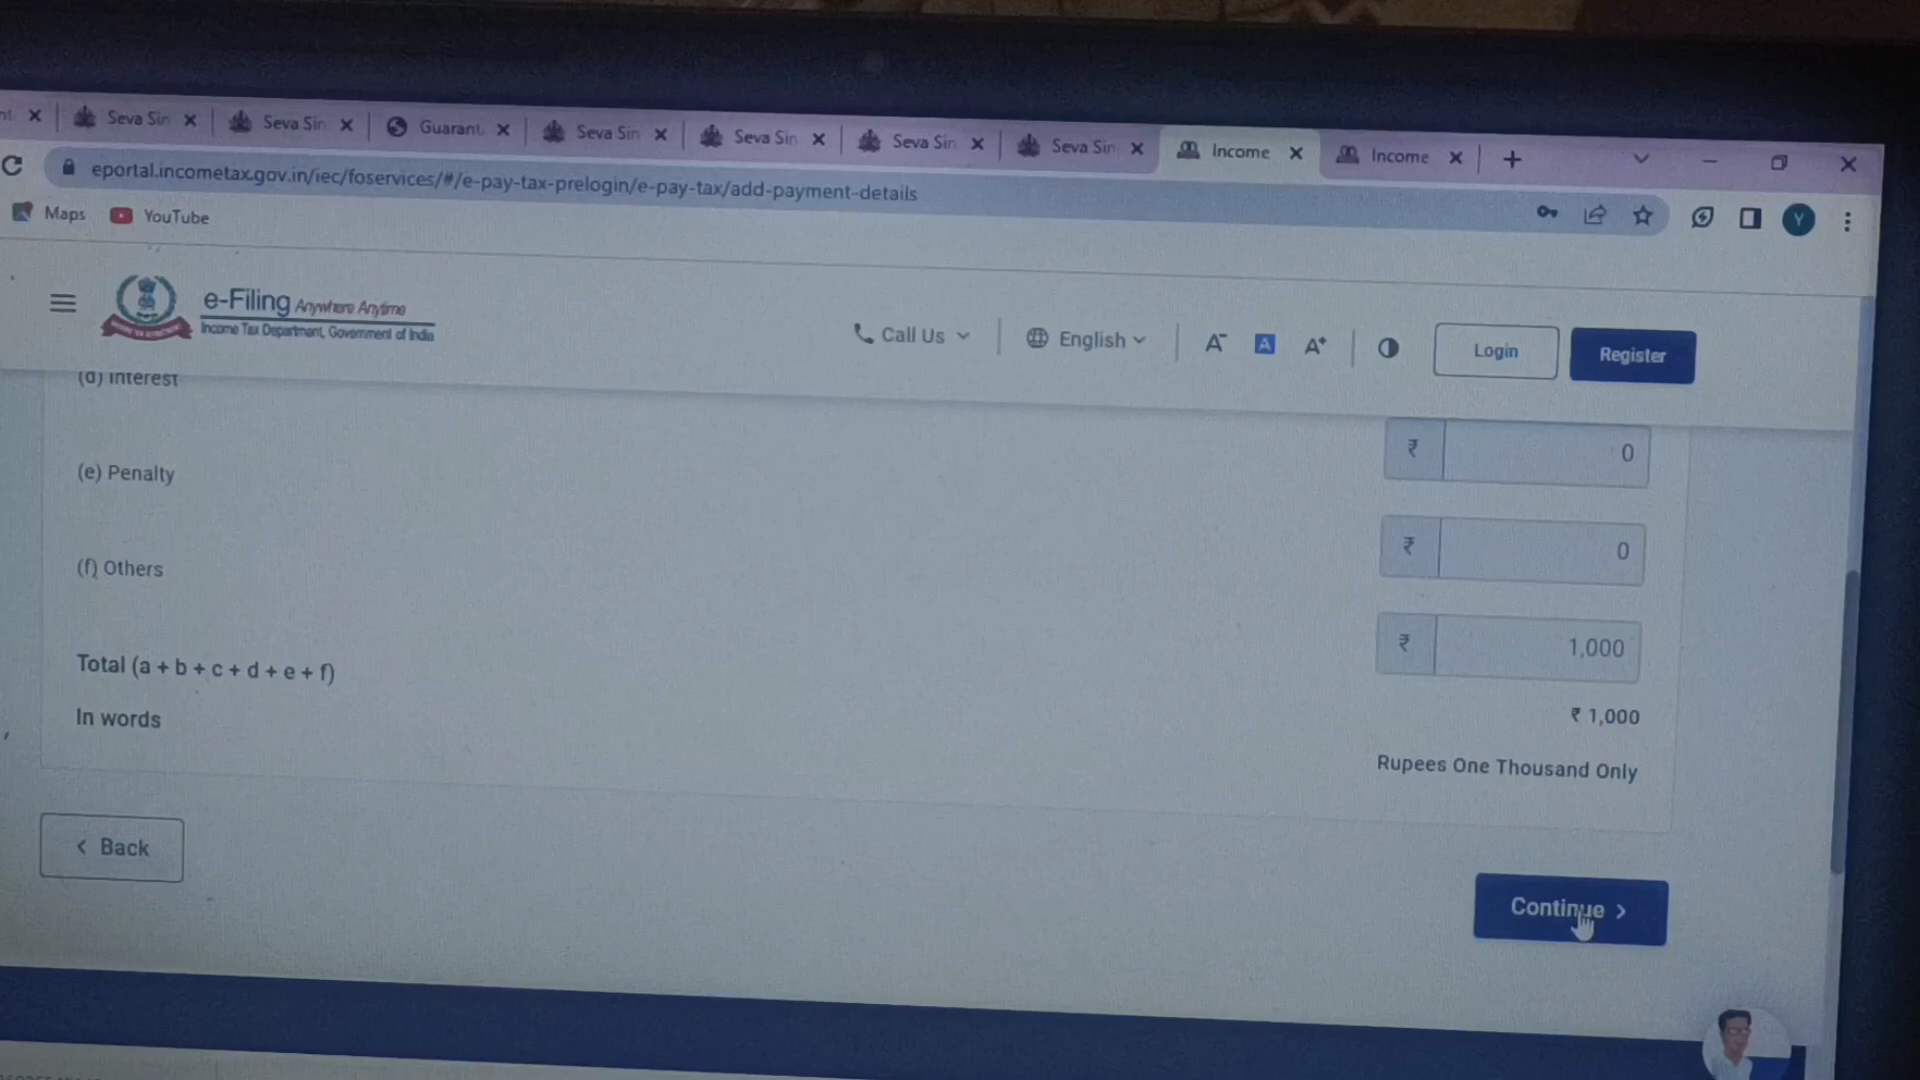 Seva Sin
Seva Sin
Guarant
Seva Sin
Seva Sin
Seva Sin
Seva Sin
Income
Income
eportal.incometax.gov.in/iec/foservices/#/e-pay-tax-prelogin/e-pay-tax/add-payment-details
Maps
YouTube
Y
e-Filing Anywhere Anytime
Income Tax Department, Government of India
Call Us
English
A-
A
A+
Login
Register
(d) Interest
₹ 0
(e) Penalty
₹ 0
(f) Others
₹ 1,000
Total (a + b + c + d + e + f)
₹ 1,000
In words
Rupees One Thousand Only
< Back
Continue >